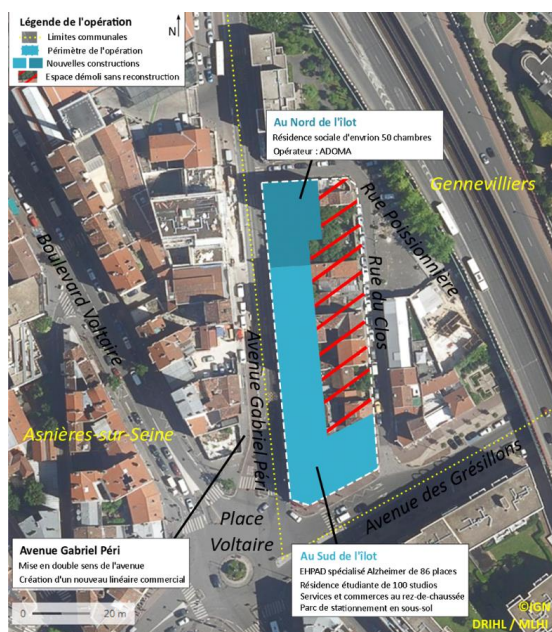 Légende de l'opération
Limites communales
Périmètre de l'opération
Nouvelles constructions
Espace démoli sans reconstruction
N
Au Nord de l'îlot
Résidence sociale d'envrion 50 chambres
Opérateur : ADOMA
Gennevilliers
Rue Poissionnière
Rue du Clos
Boulevard Voltaire
Avenue Gabriel Péri
Asnières-sur-Seine
Avenue des Grésillons
Place
Voltaire
Avenue Gabriel Péri
Mise en double sens de l'avenue
Création d'un nouveau linéaire commercial
Au Sud de l'îlot
EHPAD spécialisé Alzheimer de 86 places
Résidence étudiante de 100 studios
Services et commerces au rez-de-chaussée
Parc de stationnement en sous-sol
0 20 m
©IGN
DRIHL / MLHI